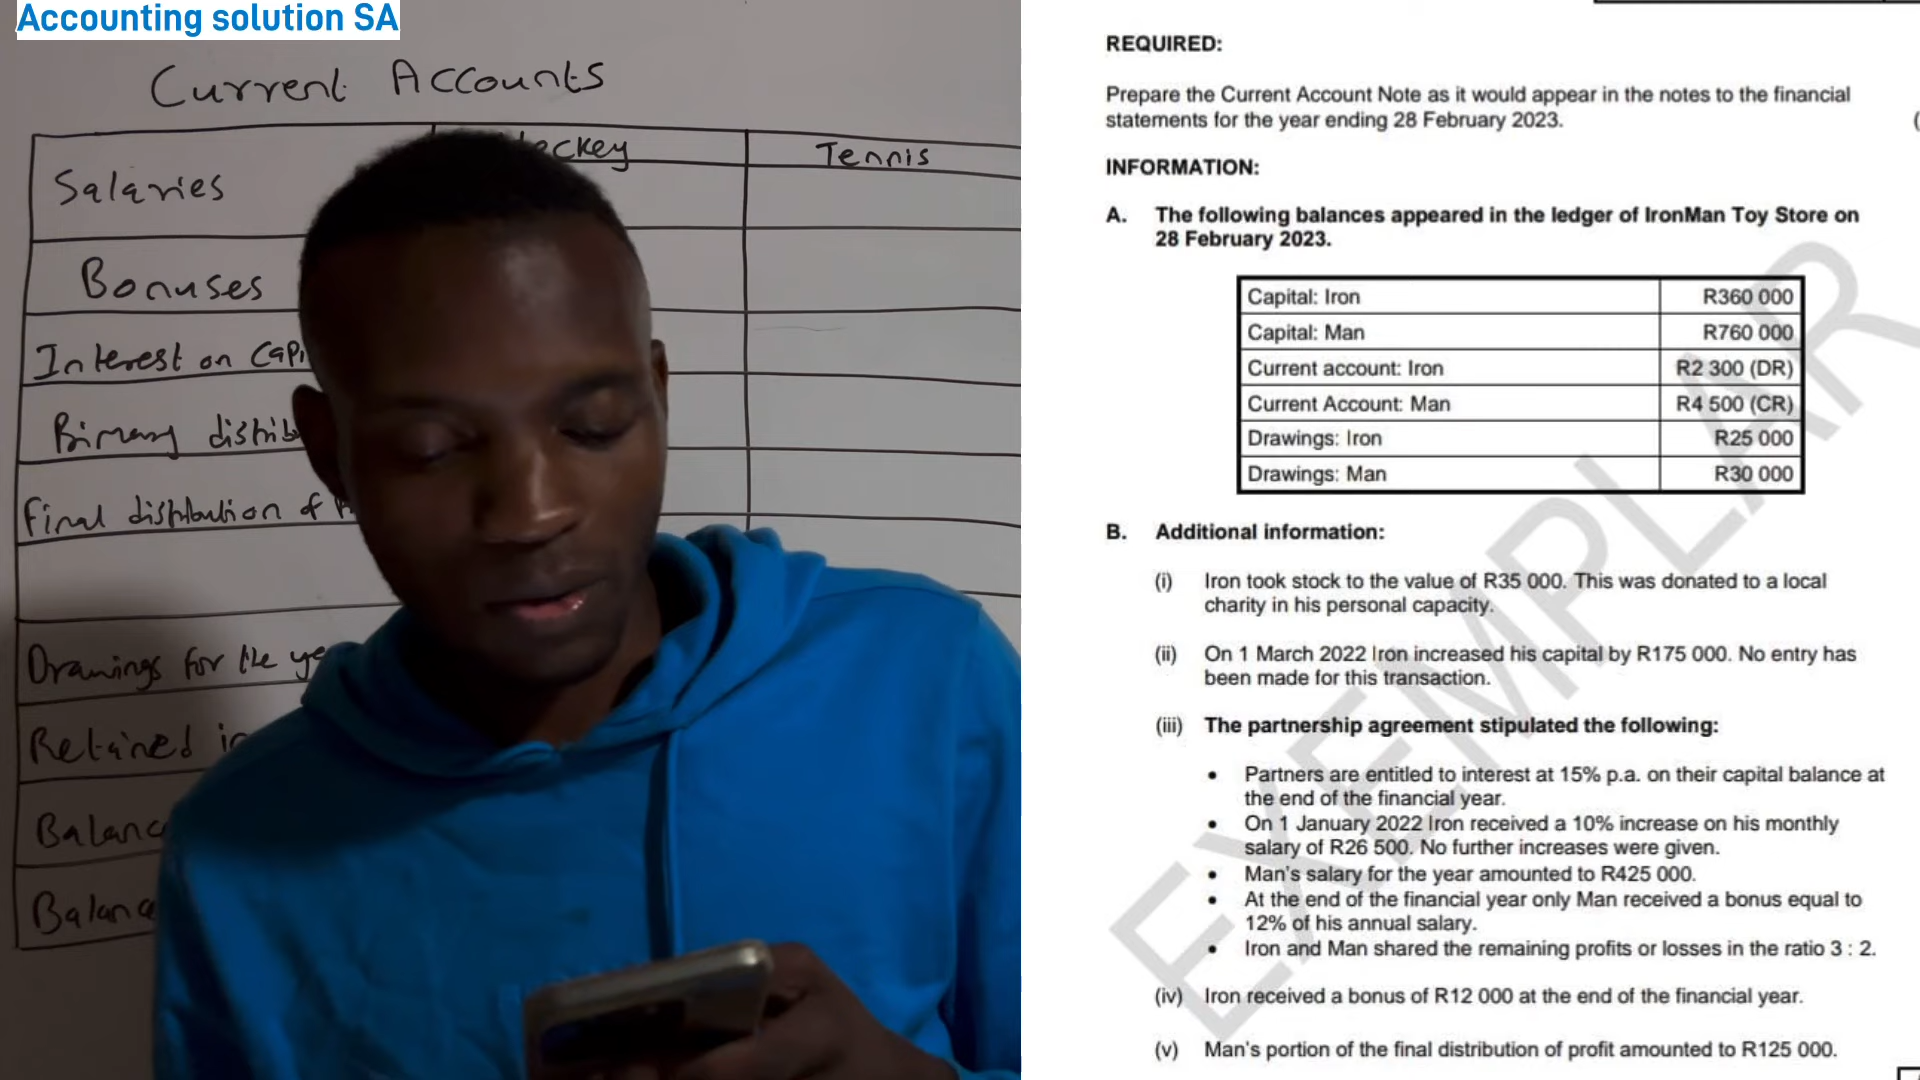 Accounting solution SA
Current Accounts
Tennis
Salaries
Bonuses
Interest on
distrib
Final distribution of
Drawings for the
Retained
REQUIRED:
Prepare the Current Account Note as it would appear in the notes to the financial
statements for the year ending 28 February 2023.
INFORMATION:
A. The following balances appeared in the ledger of IronMan Toy Store on
28 February 2023.
Capital: Iron R360 000
Capital: Man R760 000
Current account: Iron R2 300 (DR)
Current Account: Man R4 500 (CR)
Drawings: Iron R25 000
Drawings: Man R30 000
B. Additional information:
(i) Iron took stock to the value of R35 000. This was donated to a local
charity in his personal capacity.
(ii) On 1 March 2022 Iron increased his capital by R175 000. No entry has
been made for this transaction.
(iii) The partnership agreement stipulated the following:
• Partners are entitled to interest at 15% p.a. on their capital balance at
the end of the financial year.
• On 1 January 2022 Iron received a 10% increase on his monthly
salary of R26 500. No further increases were given.
• Man's salary for the year amounted to R425 000.
• At the end of the financial year only Man received a bonus equal to
12% of his annual salary.
• Iron and Man shared the remaining profits or losses in the ratio 3 : 2.
(iv) Iron received a bonus of R12 000 at the end of the financial year.
(v) Man's portion of the final distribution of profit amounted to R125 000.
EXEMPLAR